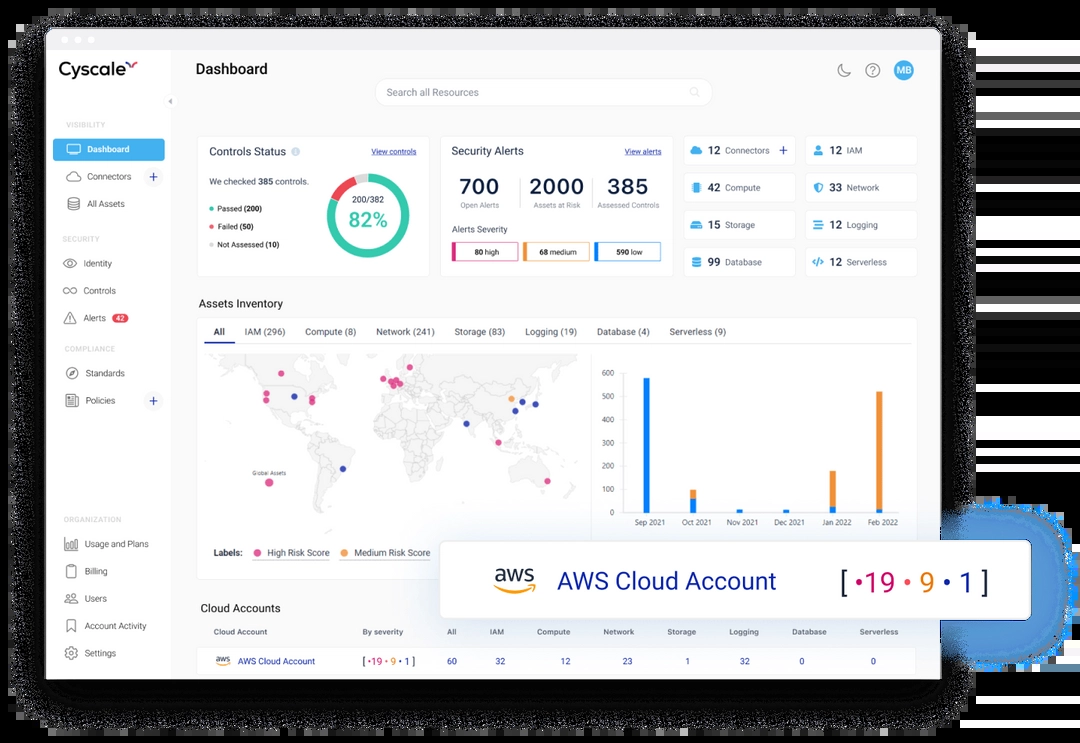 Cyscale
Dashboard
MB
Search all Resources
VISIBILITY
Dashboard
Connectors +
All Assets
SECURITY
Identity
Controls
Alerts 42
COMPLIANCE
Standards
Policies +
ORGANIZATION
Usage and Plans
Billing
Users
Account Activity
Settings
Controls Status View controls
We checked 385 controls.
Passed (200)
Failed (50)
Not Assessed (10)
200/382
82%
Security Alerts View alerts
700 2000 385
Open Alerts Assets at Risk Assessed Controls
Alerts Severity
80 high 68 medium 590 low
12 Connectors + 12 IAM
42 Compute 33 Network
15 Storage 12 Logging
99 Database 12 Serverless
Assets Inventory
All IAM (296) Compute (8) Network (241) Storage (83) Logging (19) Database (4) Serverless (9)
Global Assets
600
500
400
300
200
100
0
Sep 2021 Oct 2021 Nov 2021 Dec 2021 Jan 2022 Feb 2022
Labels: High Risk Score Medium Risk Score
aws AWS Cloud Account [ • 19 • 9 • 1 ]
Cloud Accounts
Cloud Account By severity All IAM Compute Network Storage Logging Database Serverless
aws AWS Cloud Account [ • 19 • 9 • 1 ] 60 32 12 23 1 32 0 0